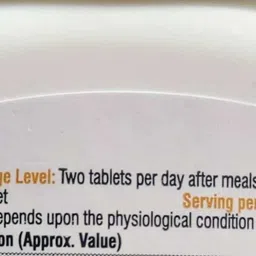 ge Level: Two tablets per day after meals
et Serving per
epends upon the physiological condition
on (Approx. Value)